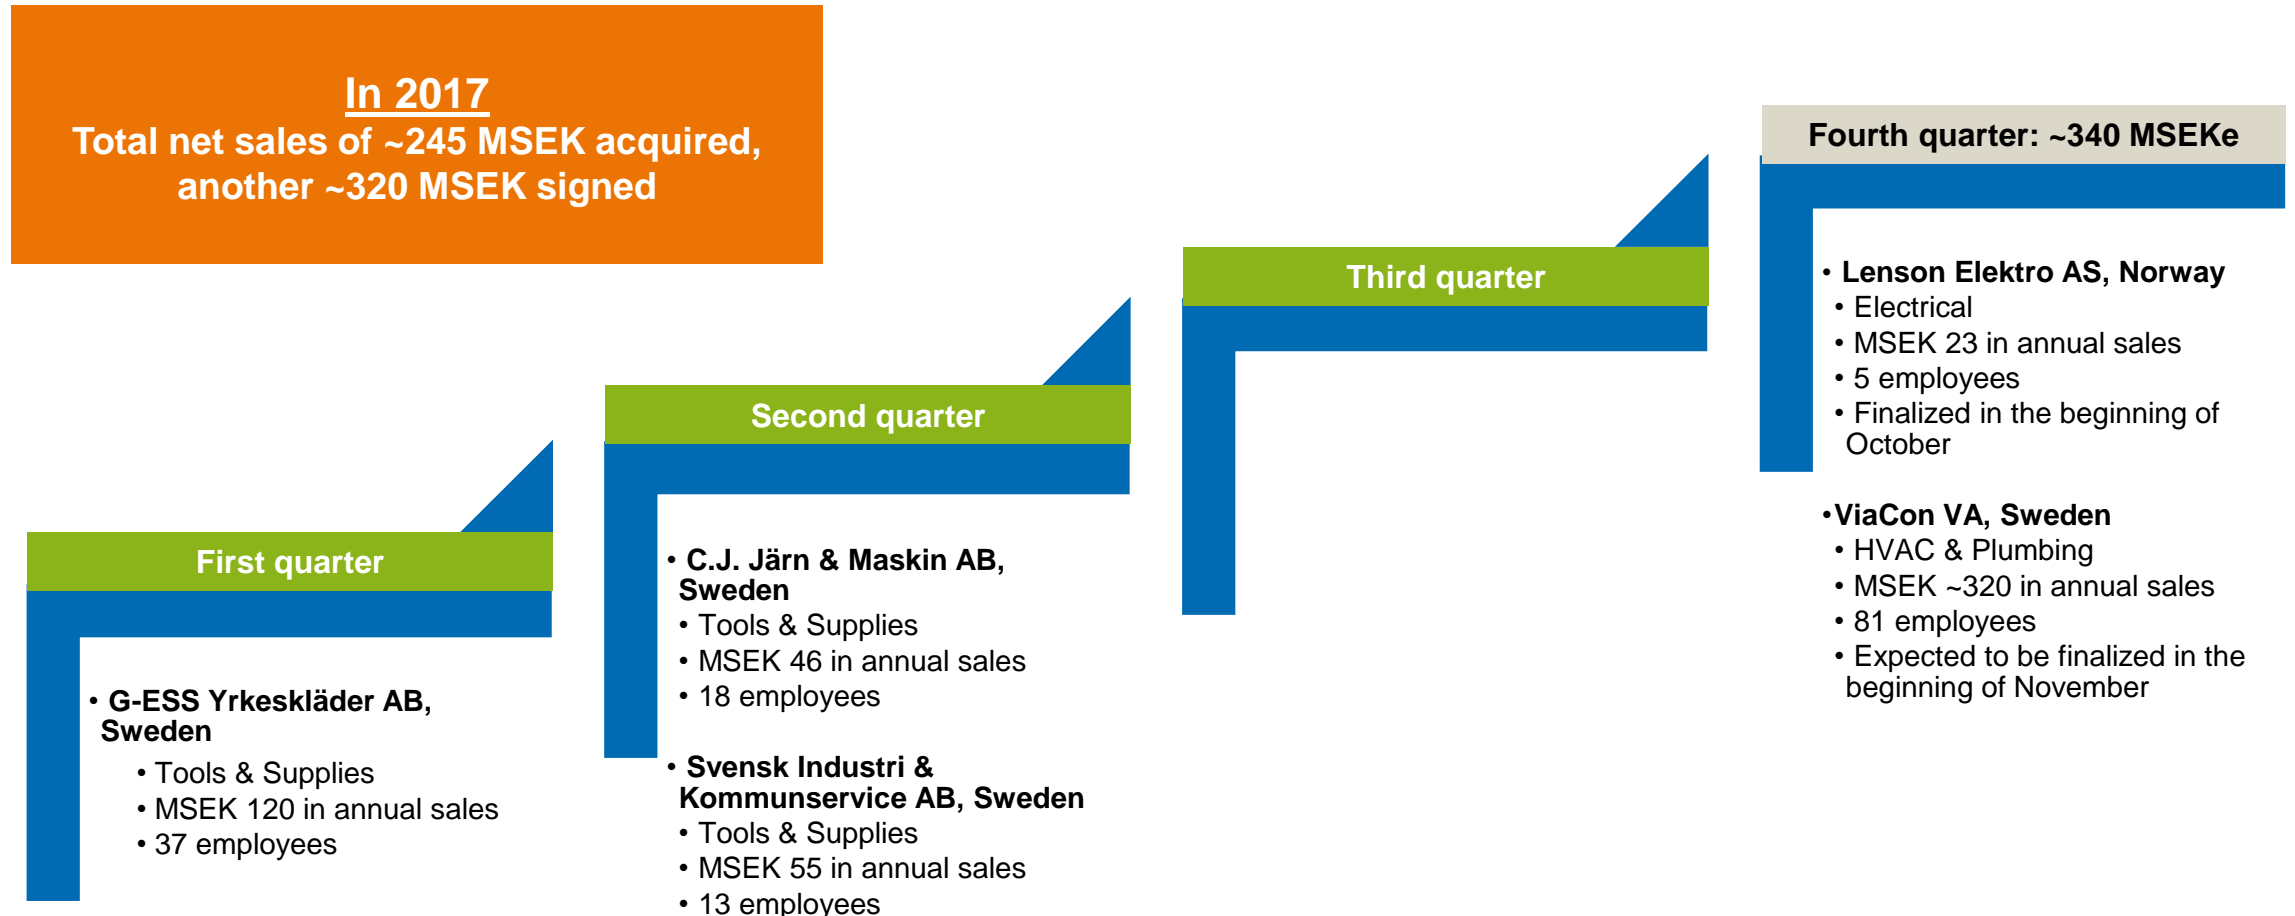 In 2017
Total net sales of ~245 MSEK acquired,
another ~320 MSEK signed
First quarter
• G-ESS Yrkeskläder AB,
Sweden
• Tools & Supplies
• MSEK 120 in annual sales
• 37 employees
Second quarter
• C.J. Järn & Maskin AB,
Sweden
• Tools & Supplies
• MSEK 46 in annual sales
• 18 employees
• Svensk Industri &
Kommunservice AB, Sweden
• Tools & Supplies
• MSEK 55 in annual sales
• 13 employees
Third quarter
Fourth quarter: ~340 MSEKe
• Lenson Elektro AS, Norway
• Electrical
• MSEK 23 in annual sales
• 5 employees
• Finalized in the beginning of
October
•ViaCon VA, Sweden
• HVAC & Plumbing
• MSEK ~320 in annual sales
• 81 employees
• Expected to be finalized in the
beginning of November